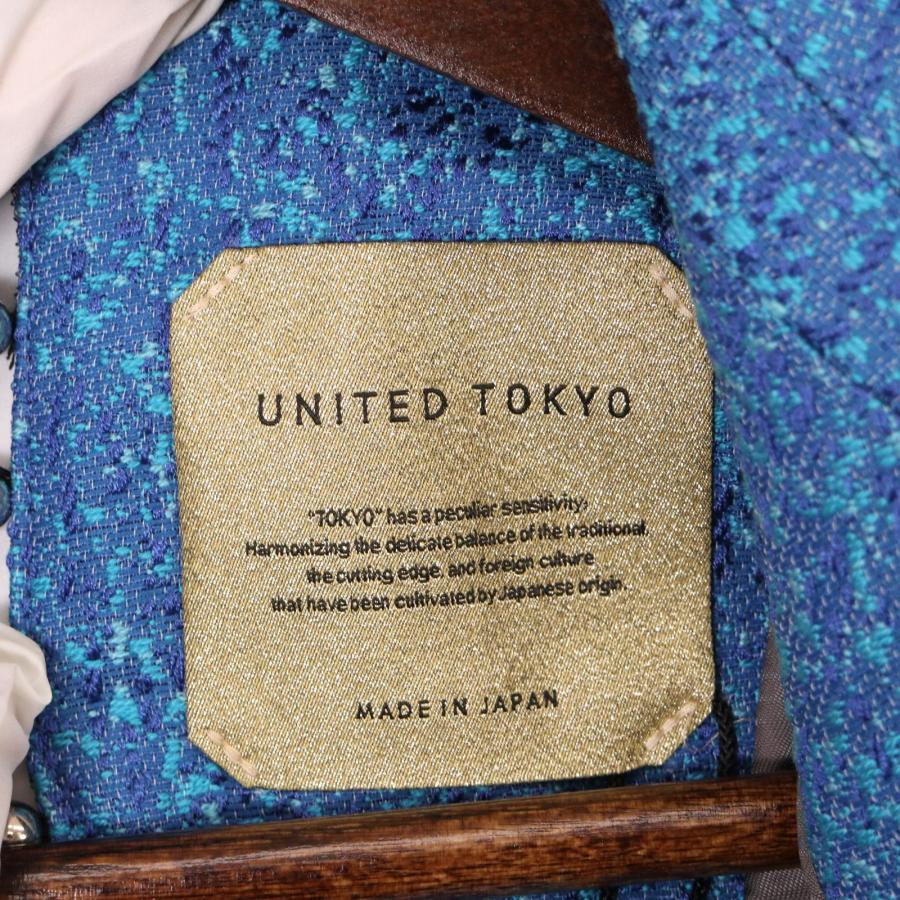 UNITED TOKYO
"TOKYO" has a peculiar sensitivity;
Harmonizing the delicate balance of the traditional,
the cutting edge, and foreign culture
that have been cultivated by Japanese origin.
MADE IN JAPAN